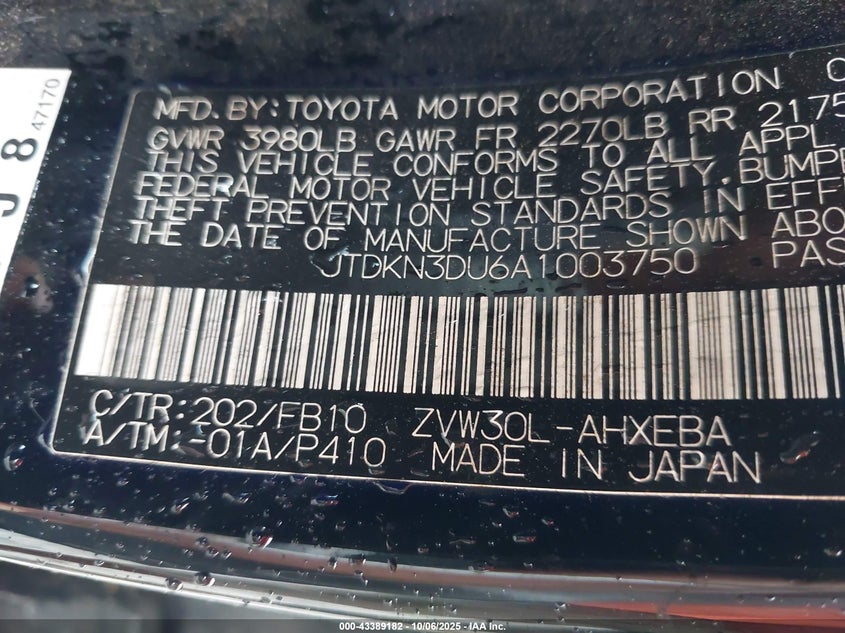 MFD. BY: TOYOTA MOTOR CORPORATION
GVWR 3980LB GAWR FR 2270LB RR 2175
THIS VEHICLE CONFORMS TO ALL APPL
FEDERAL MOTOR VEHICLE SAFETY, BUMPE
THEFT PREVENTION STANDARDS IN EFF
THE DATE OF MANUFACTURE SHOWN ABO
JTDKN3DU6A1003750 PAS
C/TR: 202/FB10 ZVW30L-AHXEBA
A/TM: -01A/P410 MADE IN JAPAN
J 8
47170
000-43389182 - 10/06/2025 - IAA Inc.